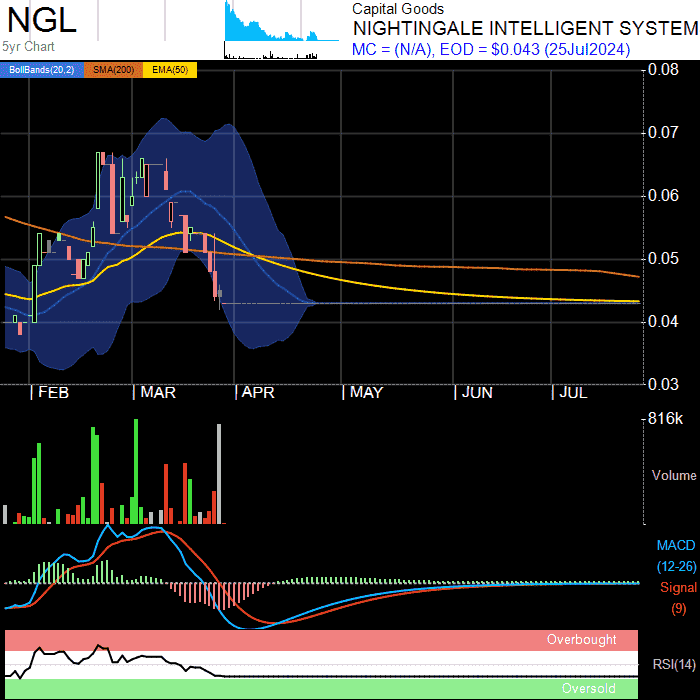 NGL
5yr Chart
Capital Goods
NIGHTINGALE INTELLIGENT SYSTEM
MC = (N/A), EOD = $0.043 (25Jul2024)
BollBands(20,2) SMA(200) EMA(50)
0.08
0.07
0.06
0.05
0.04
0.03
FEB MAR APR MAY JUN JUL
816k
Volume
MACD
(12-26)
Signal
(9)
Overbought
RSI(14)
Oversold